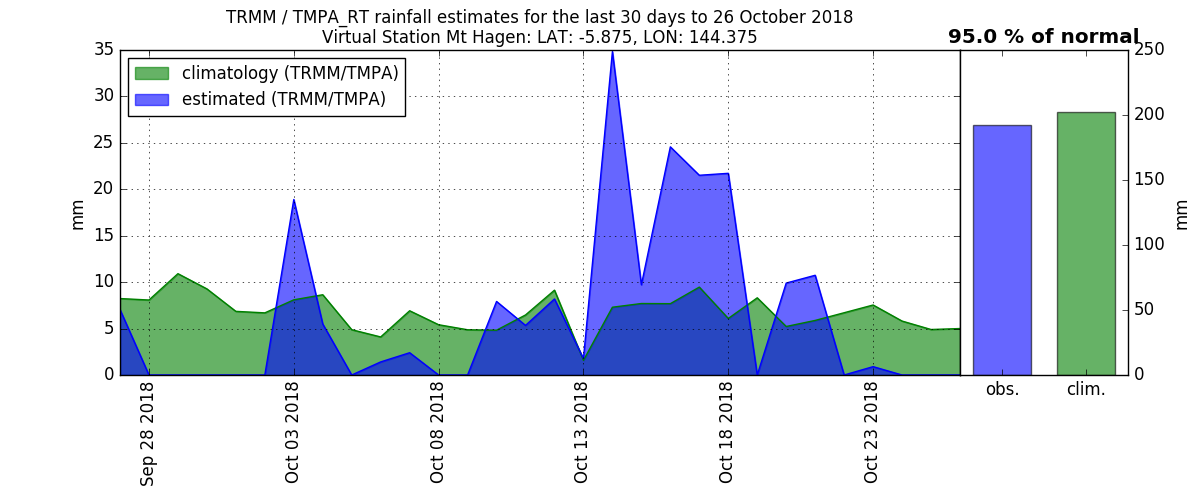 TRMM / TMPA_RT rainfall estimates for the last 30 days to 26 October 2018
Virtual Station Mt Hagen: LAT: -5.875, LON: 144.375
95.0 % of normal
climatology (TRMM/TMPA)
estimated (TRMM/TMPA)
35
30
25
20
15
10
5
0
mm
Sep 28 2018
Oct 03 2018
Oct 08 2018
Oct 13 2018
Oct 18 2018
Oct 23 2018
obs.
clim.
250
200
150
100
50
0
mm